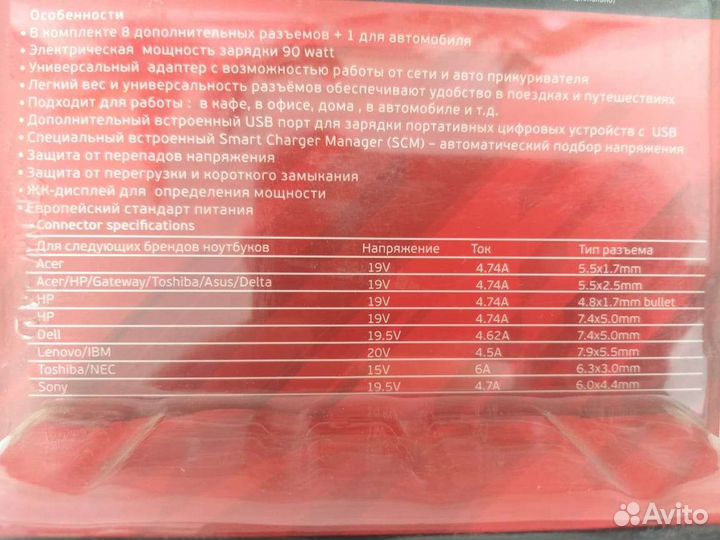 Особенности
• В комплекте 8 дополнительных разъемов + 1 для автомобиля
• Электрическая мощность зарядки 90 watt
• Универсальный адаптер с возможностью работы от сети и авто прикуривателя
• Легкий вес и универсальность разъёмов обеспечивают удобство в поездках и путешествиях
• Подходит для работы : в кафе, в офисе, дома , в автомобиле и т.д.
• Дополнительный встроенный USB порт для зарядки портативных цифровых устройств с USB
• Специальный встроенный Smart Charger Manager (SCM) – автоматический подбор напряжения
• Защита от перепадов напряжения
• Защита от перегрузки и короткого замыкания
• ЖК-дисплей для определения мощности
• Европейский стандарт питания
Connector specifications
Для следующих брендов ноутбуков Напряжение Ток Тип разъема
Acer 19V 4.74A 5.5x1.7mm
Acer/HP/Gateway/Toshiba/Asus/Delta 19V 4.74A 5.5x2.5mm
HP 19V 4.74A 4.8x1.7mm bullet
HP 19V 4.74A 7.4x5.0mm
Dell 19.5V 4.62A 7.4x5.0mm
Lenovo/IBM 20V 4.5A 7.9x5.5mm
Toshiba/NEC 15V 6A 6.3x3.0mm
Sony 19.5V 4.7A 6.0x4.4mm
Avito